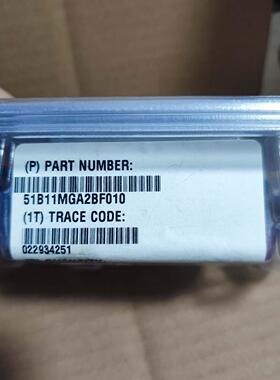 (P) PART NUMBER:
51B11MGA2BF010
(1T) TRACE CODE:
022934251